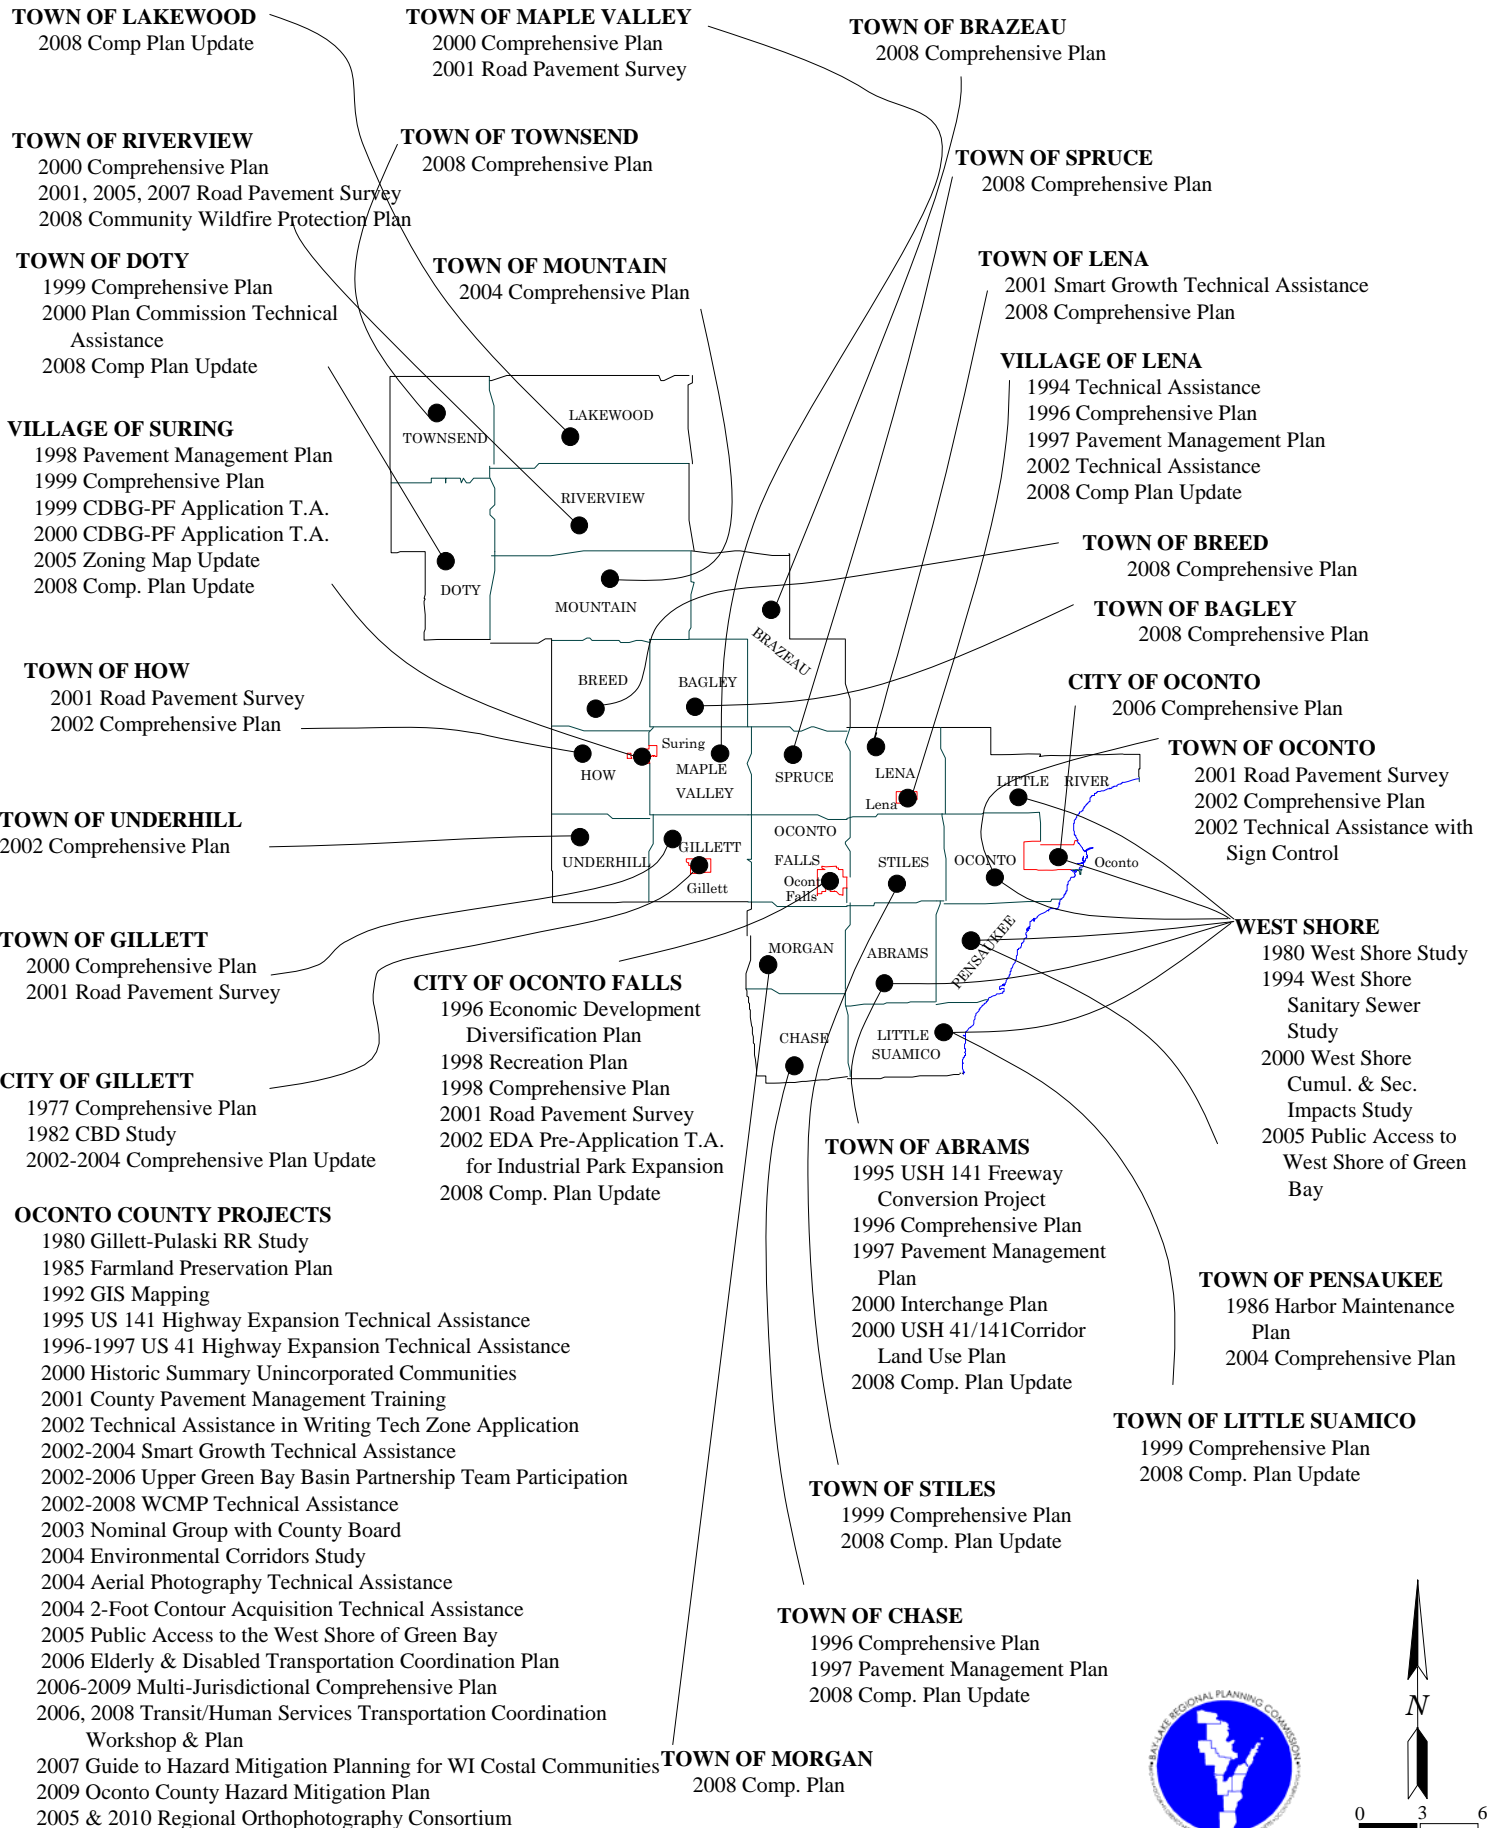 TOWN OF LAKEWOOD
2008 Comp Plan Update
TOWN OF MAPLE VALLEY
2000 Comprehensive Plan
2001 Road Pavement Survey
TOWN OF BRAZEAU
2008 Comprehensive Plan
TOWN OF RIVERVIEW
2000 Comprehensive Plan
2001, 2005, 2007 Road Pavement Survey
2008 Community Wildfire Protection Plan
TOWN OF TOWNSEND
2008 Comprehensive Plan
TOWN OF SPRUCE
2008 Comprehensive Plan
TOWN OF DOTY
1999 Comprehensive Plan
2000 Plan Commission Technical
Assistance
2008 Comp Plan Update
TOWN OF MOUNTAIN
2004 Comprehensive Plan
TOWN OF LENA
2001 Smart Growth Technical Assistance
2008 Comprehensive Plan
VILLAGE OF LENA
1994 Technical Assistance
1996 Comprehensive Plan
1997 Pavement Management Plan
2002 Technical Assistance
2008 Comp Plan Update
VILLAGE OF SURING
1998 Pavement Management Plan
1999 Comprehensive Plan
1999 CDBG-PF Application T.A.
2000 CDBG-PF Application T.A.
2005 Zoning Map Update
2008 Comp. Plan Update
TOWN OF BREED
2008 Comprehensive Plan
TOWN OF BAGLEY
2008 Comprehensive Plan
TOWN OF HOW
2001 Road Pavement Survey
2002 Comprehensive Plan
CITY OF OCONTO
2006 Comprehensive Plan
TOWN OF OCONTO
2001 Road Pavement Survey
2002 Comprehensive Plan
2002 Technical Assistance with
Sign Control
TOWN OF UNDERHILL
2002 Comprehensive Plan
TOWNSEND
LAKEWOOD
RIVERVIEW
DOTY
MOUNTAIN
BRAZEAU
BREED
BAGLEY
HOW
Suring
MAPLE
VALLEY
SPRUCE
LENA
Lena
LITTLE RIVER
UNDERHILL
GILLETT
Gillett
OCONTO
FALLS
Ocont
Falls
STILES
OCONTO
Oconto
MORGAN
ABRAMS
PENSAUKEE
CHASE
LITTLE
SUAMICO
TOWN OF GILLETT
2000 Comprehensive Plan
2001 Road Pavement Survey
CITY OF OCONTO FALLS
1996 Economic Development
Diversification Plan
1998 Recreation Plan
1998 Comprehensive Plan
2001 Road Pavement Survey
2002 EDA Pre-Application T.A.
for Industrial Park Expansion
2008 Comp. Plan Update
WEST SHORE
1980 West Shore Study
1994 West Shore
Sanitary Sewer
Study
2000 West Shore
Cumul. & Sec.
Impacts Study
2005 Public Access to
West Shore of Green
Bay
CITY OF GILLETT
1977 Comprehensive Plan
1982 CBD Study
2002-2004 Comprehensive Plan Update
TOWN OF ABRAMS
1995 USH 141 Freeway
Conversion Project
1996 Comprehensive Plan
1997 Pavement Management
Plan
2000 Interchange Plan
2000 USH 41/141Corridor
Land Use Plan
2008 Comp. Plan Update
TOWN OF PENSAUKEE
1986 Harbor Maintenance
Plan
2004 Comprehensive Plan
OCONTO COUNTY PROJECTS
1980 Gillett-Pulaski RR Study
1985 Farmland Preservation Plan
1992 GIS Mapping
1995 US 141 Highway Expansion Technical Assistance
1996-1997 US 41 Highway Expansion Technical Assistance
2000 Historic Summary Unincorporated Communities
2001 County Pavement Management Training
2002 Technical Assistance in Writing Tech Zone Application
2002-2004 Smart Growth Technical Assistance
2002-2006 Upper Green Bay Basin Partnership Team Participation
2002-2008 WCMP Technical Assistance
2003 Nominal Group with County Board
2004 Environmental Corridors Study
2004 Aerial Photography Technical Assistance
2004 2-Foot Contour Acquisition Technical Assistance
2005 Public Access to the West Shore of Green Bay
2006 Elderly & Disabled Transportation Coordination Plan
2006-2009 Multi-Jurisdictional Comprehensive Plan
2006, 2008 Transit/Human Services Transportation Coordination
Workshop & Plan
2007 Guide to Hazard Mitigation Planning for WI Costal Communities
2009 Oconto County Hazard Mitigation Plan
2005 & 2010 Regional Orthophotography Consortium
TOWN OF LITTLE SUAMICO
1999 Comprehensive Plan
2008 Comp. Plan Update
TOWN OF STILES
1999 Comprehensive Plan
2008 Comp. Plan Update
TOWN OF CHASE
1996 Comprehensive Plan
1997 Pavement Management Plan
2008 Comp. Plan Update
TOWN OF MORGAN
2008 Comp. Plan
BAY-LAKE REGIONAL PLANNING COMMISSION
N
0 3 6